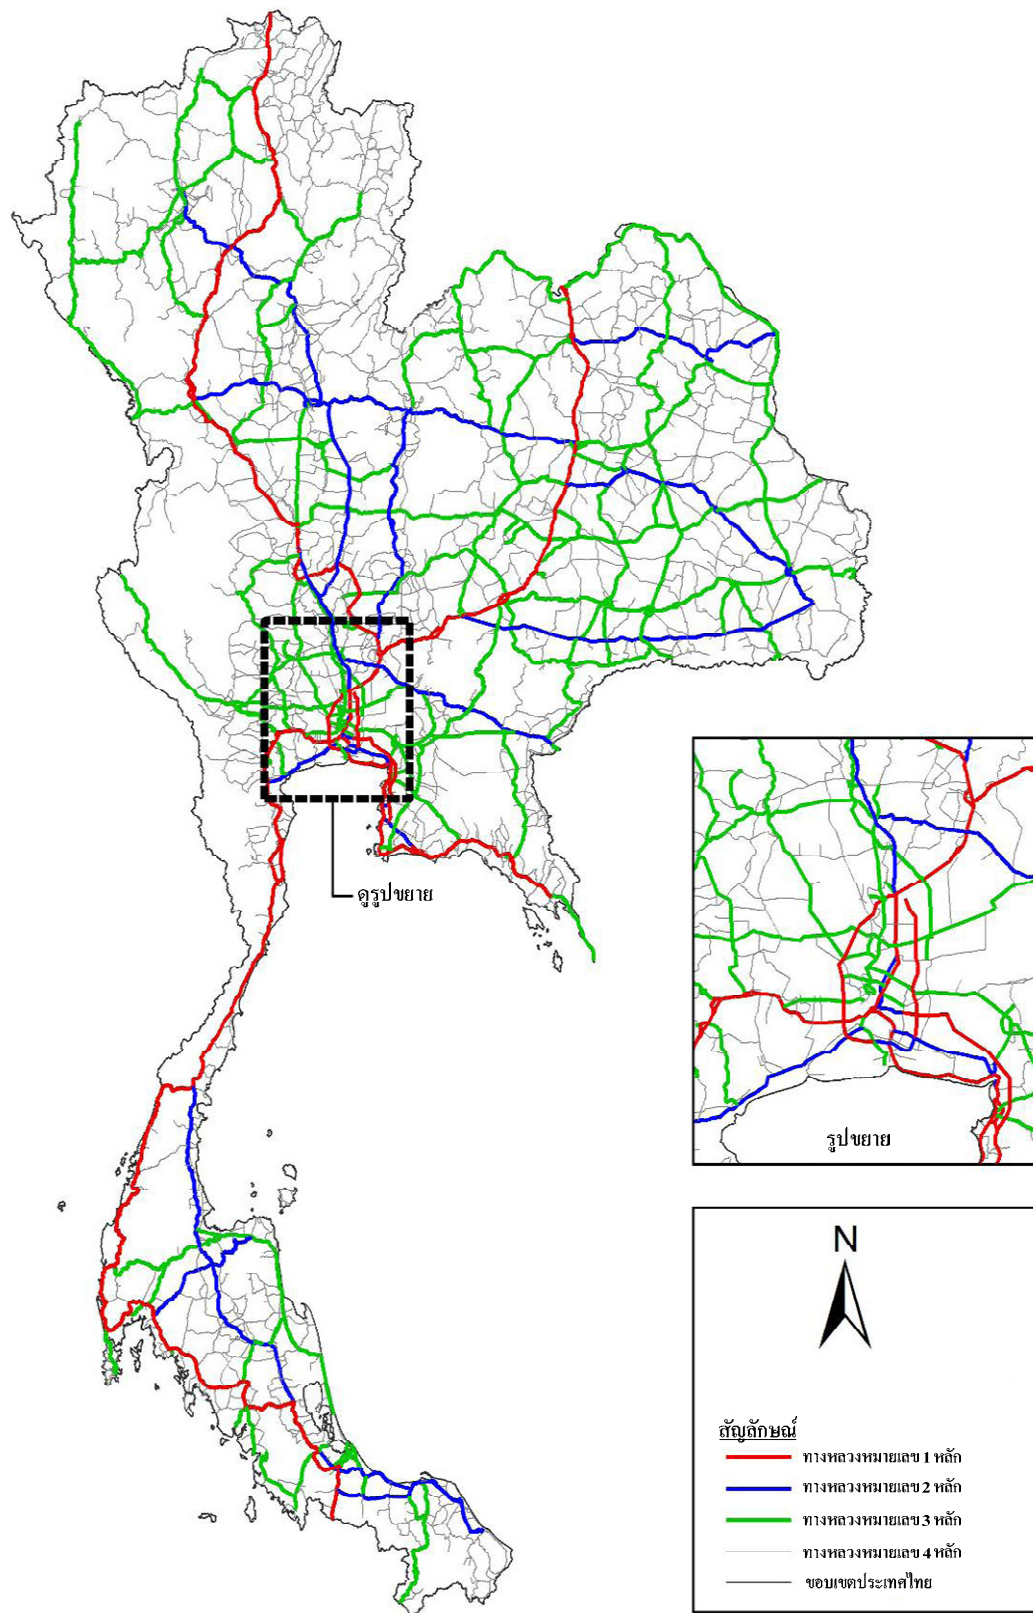 ดูรูปขยาย
รูปขยาย
N
สัญลักษณ์
ทางหลวงหมายเลข 1 หลัก
ทางหลวงหมายเลข 2 หลัก
ทางหลวงหมายเลข 3 หลัก
ทางหลวงหมายเลข 4 หลัก
ขอบเขตประเทศไทย